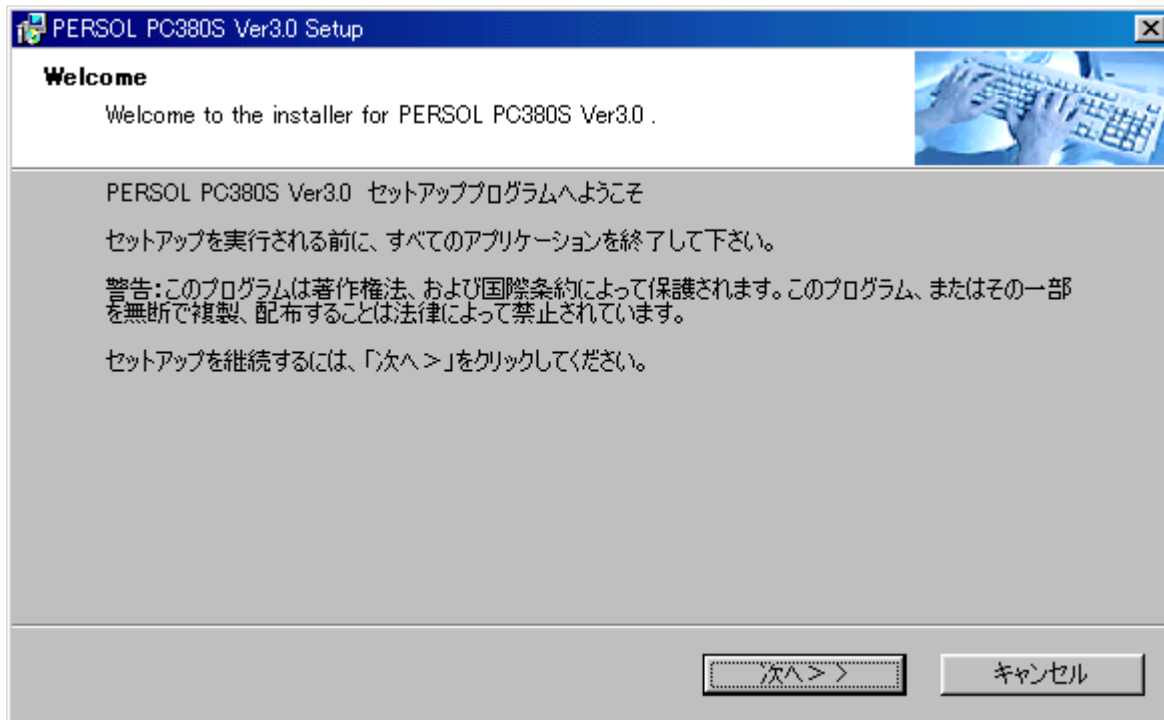 PERSOL PC380S Ver3.0 Setup
Welcome
Welcome to the installer for PERSOL PC380S Ver3.0 .
PERSOL PC380S Ver3.0 セットアッププログラムへようこそ
セットアップを実行される前に、すべてのアプリケーションを終了して下さい。
警告:このプログラムは著作権法、および国際条約によって保護されます。このプログラム、またはその一部
を無断で複製、配布することは法律によって禁止されています。
セットアップを継続するには、「次へ＞」をクリックしてください。
次へ＞＞
キャンセル